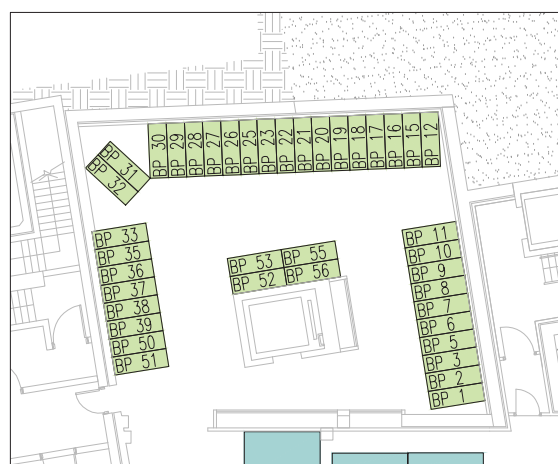 BP 30
BP 29
BP 28
BP 27
BP 26
BP 25
BP 23
BP 22
BP 21
BP 20
BP 19
BP 18
BP 17
BP 16
BP 15
BP 12
BP 31
BP 32
BP 33
BP 35
BP 36
BP 37
BP 38
BP 39
BP 50
BP 51
BP 53
BP 55
BP 52
BP 56
BP 11
BP 10
BP 9
BP 8
BP 7
BP 6
BP 5
BP 3
BP 2
BP 1